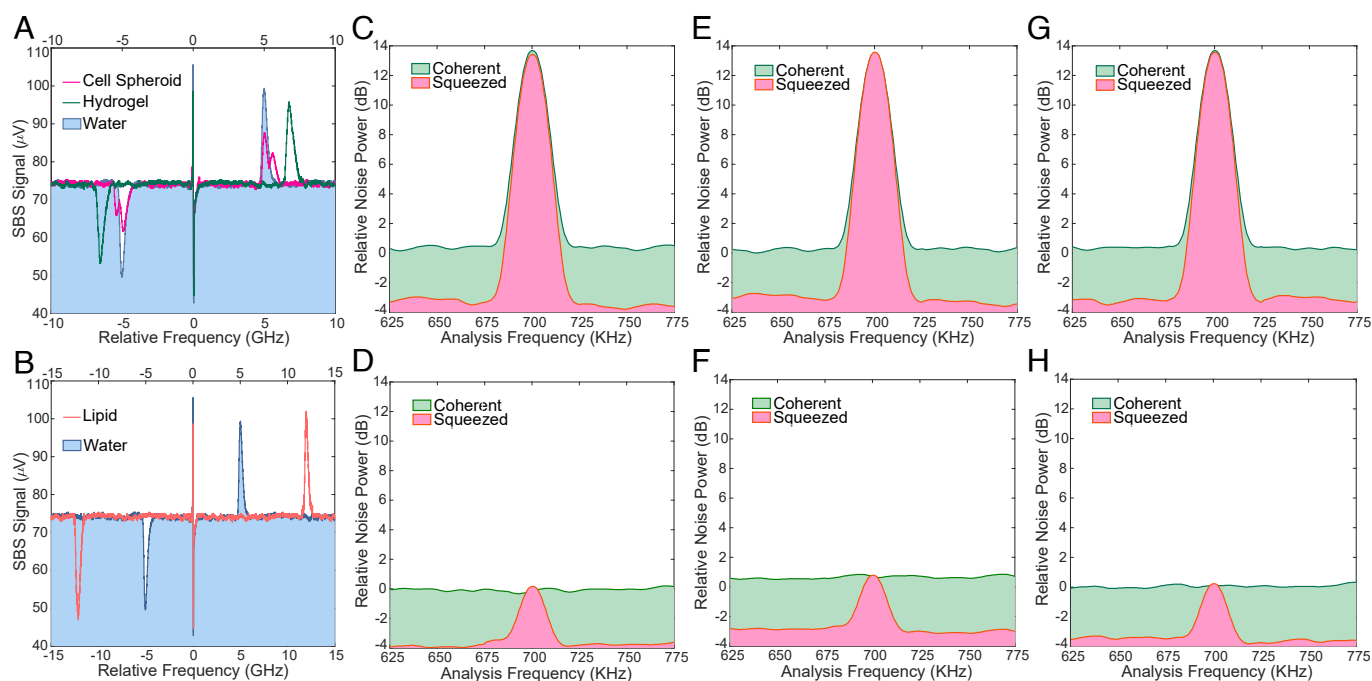 A
-10 -5 0 5 10
110
100
90
80
70
60
50
40
SBS Signal (μV)
Cell Spheroid
Hydrogel
Water
-10 -5 0 5 10
Relative Frequency (GHz)
C
14
12
10
8
6
4
2
0
-2
-4
Relative Noise Power (dB)
Coherent
Squeezed
625 650 675 700 725 750 775
Analysis Frequency (KHz)
E
14
12
10
8
6
4
2
0
-2
-4
Relative Noise Power (dB)
Coherent
Squeezed
625 650 675 700 725 750 775
Analysis Frequency (KHz)
G
14
12
10
8
6
4
2
0
-2
-4
Relative Noise Power (dB)
Coherent
Squeezed
625 650 675 700 725 750 775
Analysis Frequency (KHz)
B
-15 -10 -5 0 5 10 15
110
100
90
80
70
60
50
40
SBS Signal (μV)
Lipid
Water
-15 -10 -5 0 5 10 15
Relative Frequency (GHz)
D
14
12
10
8
6
4
2
0
-2
-4
Relative Noise Power (dB)
Coherent
Squeezed
625 650 675 700 725 750 775
Analysis Frequency (KHz)
F
14
12
10
8
6
4
2
0
-2
-4
Relative Noise Power (dB)
Coherent
Squeezed
625 650 675 700 725 750 775
Analysis Frequency (KHz)
H
14
12
10
8
6
4
2
0
-2
-4
Relative Noise Power (dB)
Coherent
Squeezed
625 650 675 700 725 750 775
Analysis Frequency (KHz)